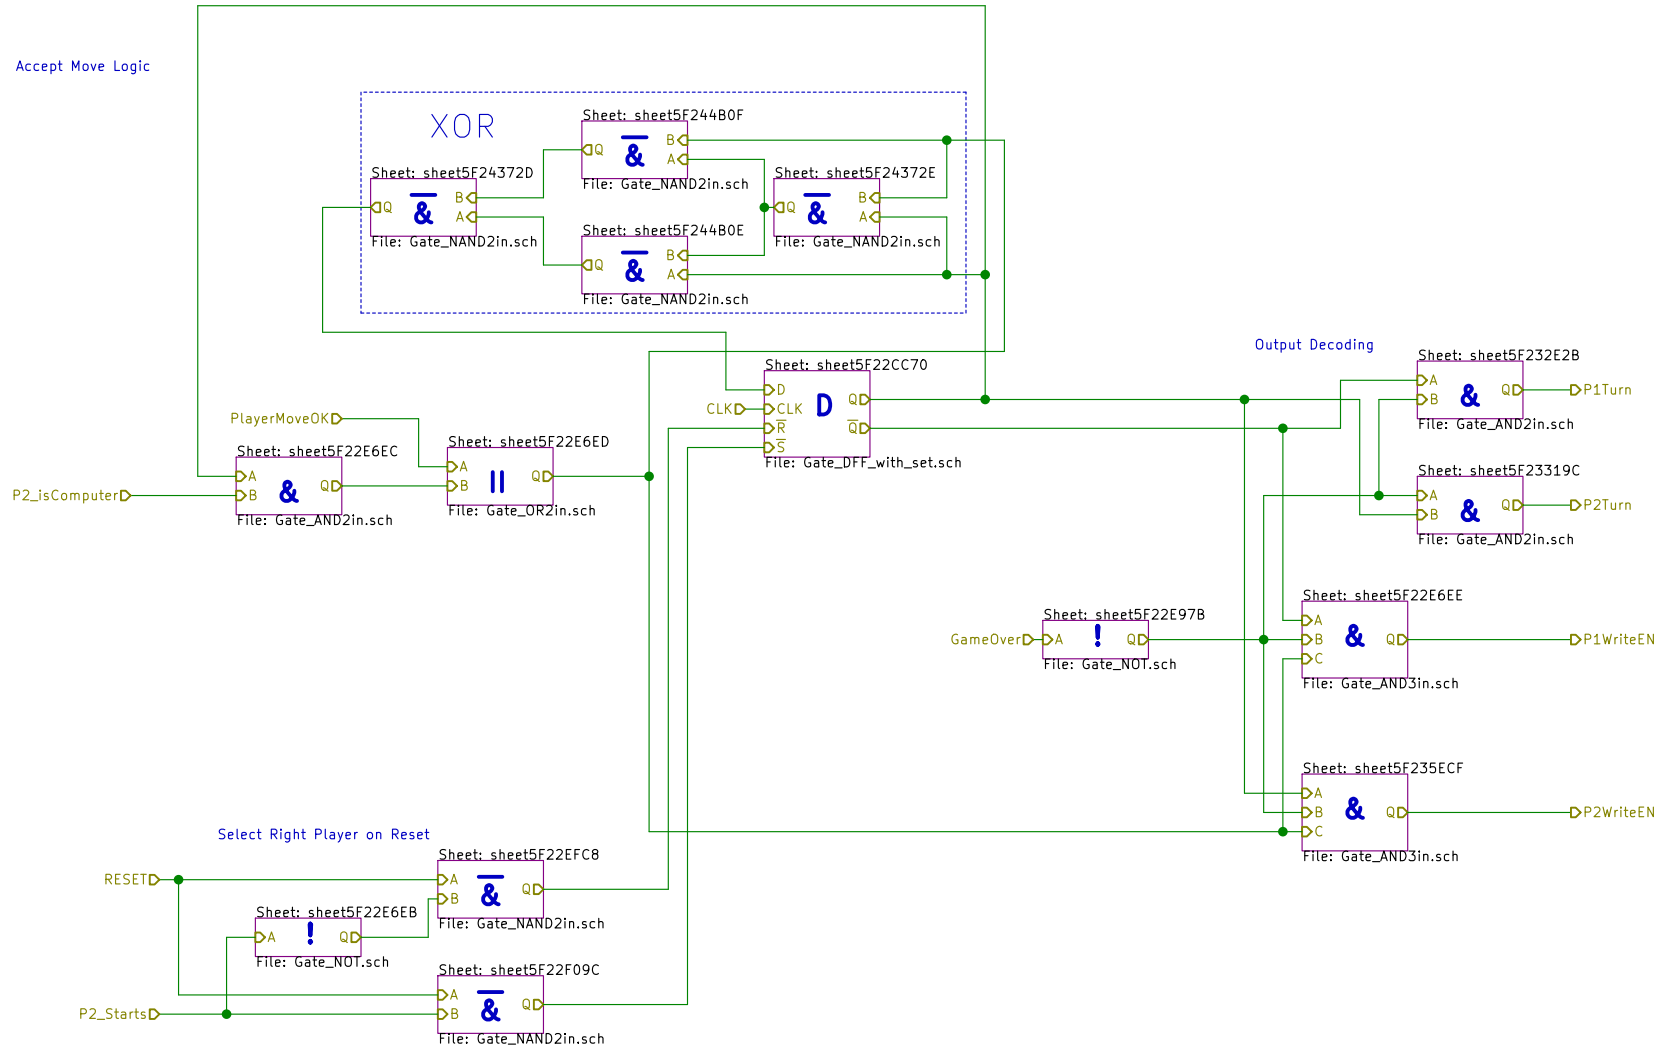 Accept Move Logic
XOR
Sheet: sheet5F244B0F
&
Q
B
A
File: Gate_NAND2in.sch
Sheet: sheet5F24372D
&
Q
B
A
File: Gate_NAND2in.sch
Sheet: sheet5F24372E
&
Q
B
A
File: Gate_NAND2in.sch
Sheet: sheet5F244B0E
&
Q
B
A
File: Gate_NAND2in.sch
Sheet: sheet5F22CC70
D
D
CLK
CLK
R
S
Q
Q
File: Gate_DFF_with_set.sch
PlayerMoveOK
Sheet: sheet5F22E6EC
A
B
&
Q
File: Gate_AND2in.sch
P2_isComputer
Sheet: sheet5F22E6ED
A
B
||
Q
File: Gate_OR2in.sch
Output Decoding
Sheet: sheet5F232E2B
A
B
&
Q
P1Turn
File: Gate_AND2in.sch
Sheet: sheet5F23319C
A
B
&
Q
P2Turn
File: Gate_AND2in.sch
Sheet: sheet5F22E6EE
A
B
C
&
Q
P1WriteEN
File: Gate_AND3in.sch
GameOver
Sheet: sheet5F22E97B
A
!
Q
File: Gate_NOT.sch
Sheet: sheet5F235ECF
A
B
C
&
Q
P2WriteEN
File: Gate_AND3in.sch
Select Right Player on Reset
RESET
Sheet: sheet5F22EFC8
A
B
&
Q
File: Gate_NAND2in.sch
Sheet: sheet5F22E6EB
A
!
Q
File: Gate_NOT.sch
P2_Starts
Sheet: sheet5F22F09C
A
B
&
Q
File: Gate_NAND2in.sch